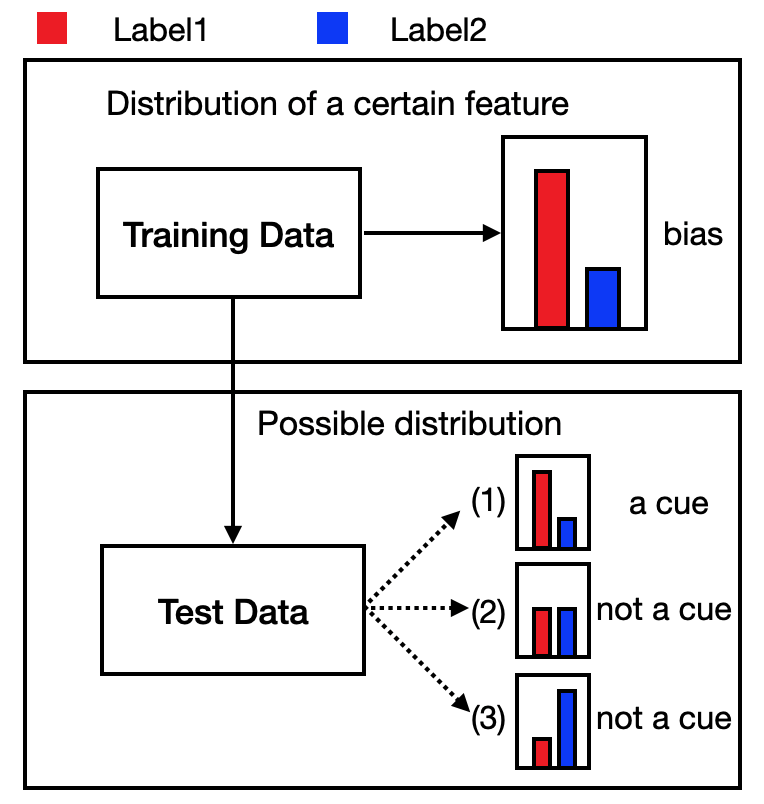 Label1
Label2
Distribution of a certain feature
Training Data
bias
Possible distribution
(1)
a cue
Test Data
(2)
not a cue
(3)
not a cue